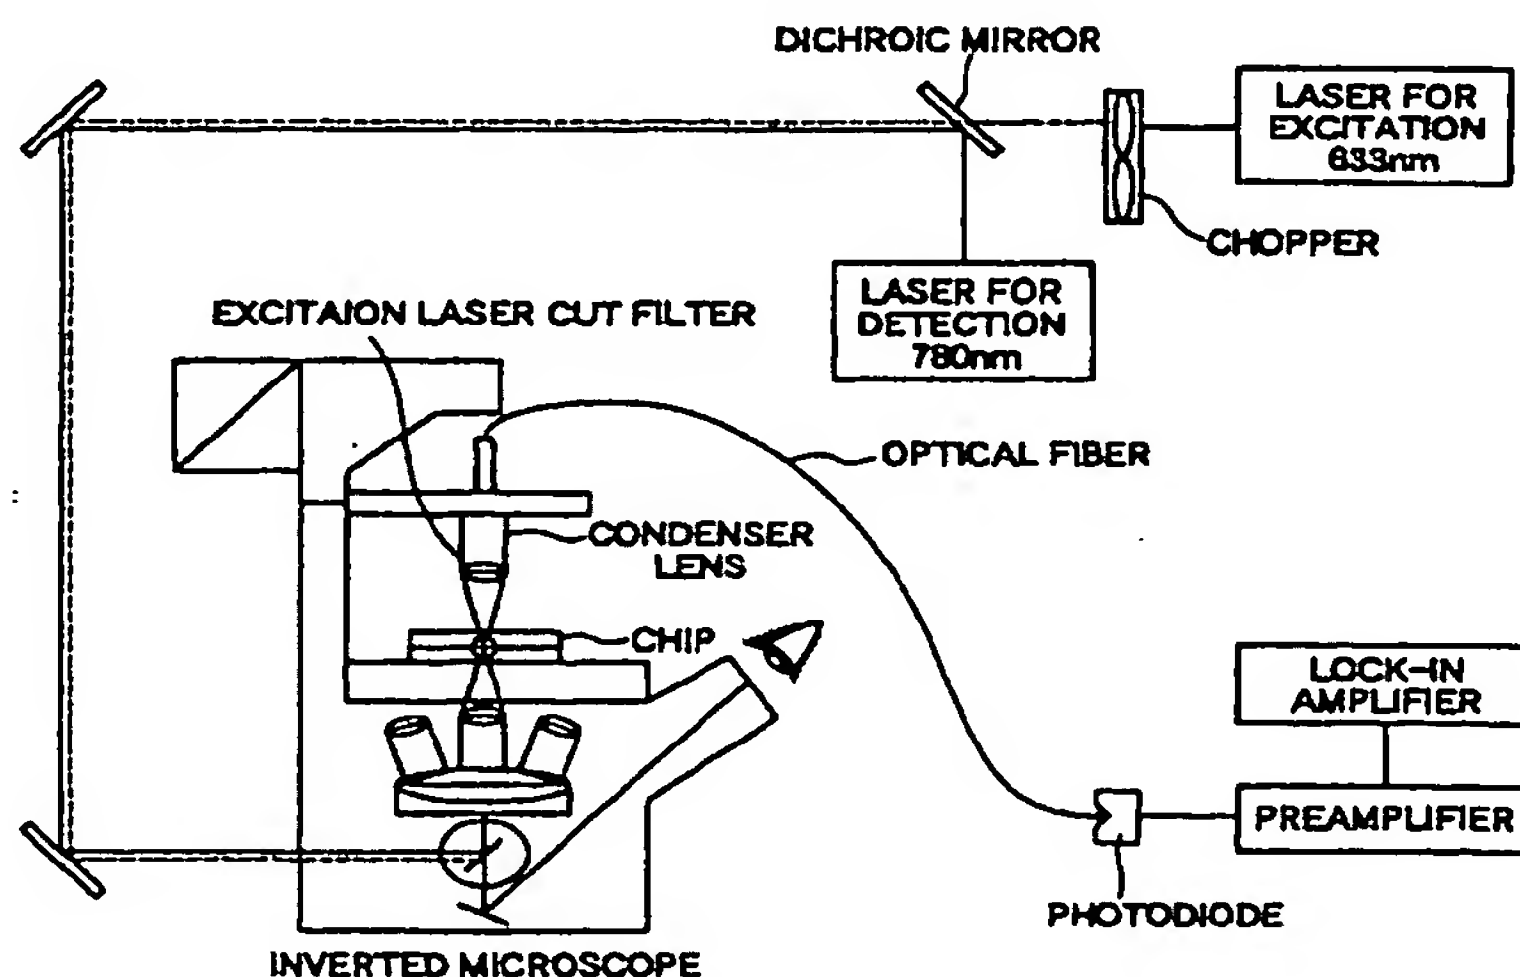 DICHROIC MIRROR
LASER FOR
EXCITATION
633nm
CHOPPER
LASER FOR
DETECTION
780nm
EXCITAION LASER CUT FILTER
OPTICAL FIBER
CONDENSER
LENS
CHIP
LOCK-IN
AMPLIFIER
PREAMPLIFIER
PHOTODIODE
INVERTED MICROSCOPE